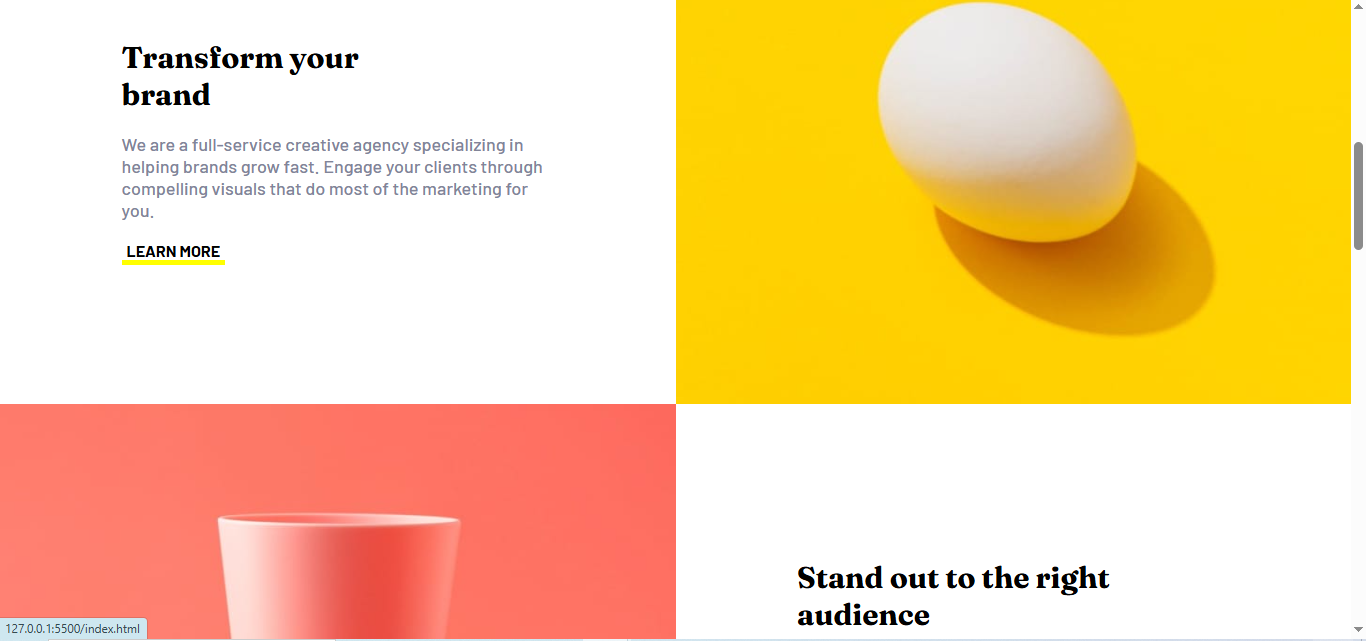 Transform your
brand
We are a full-service creative agency specializing in
helping brands grow fast. Engage your clients through
compelling visuals that do most of the marketing for
you.
LEARN MORE
Stand out to the right
audience
127.0.0.1:5500/index.html